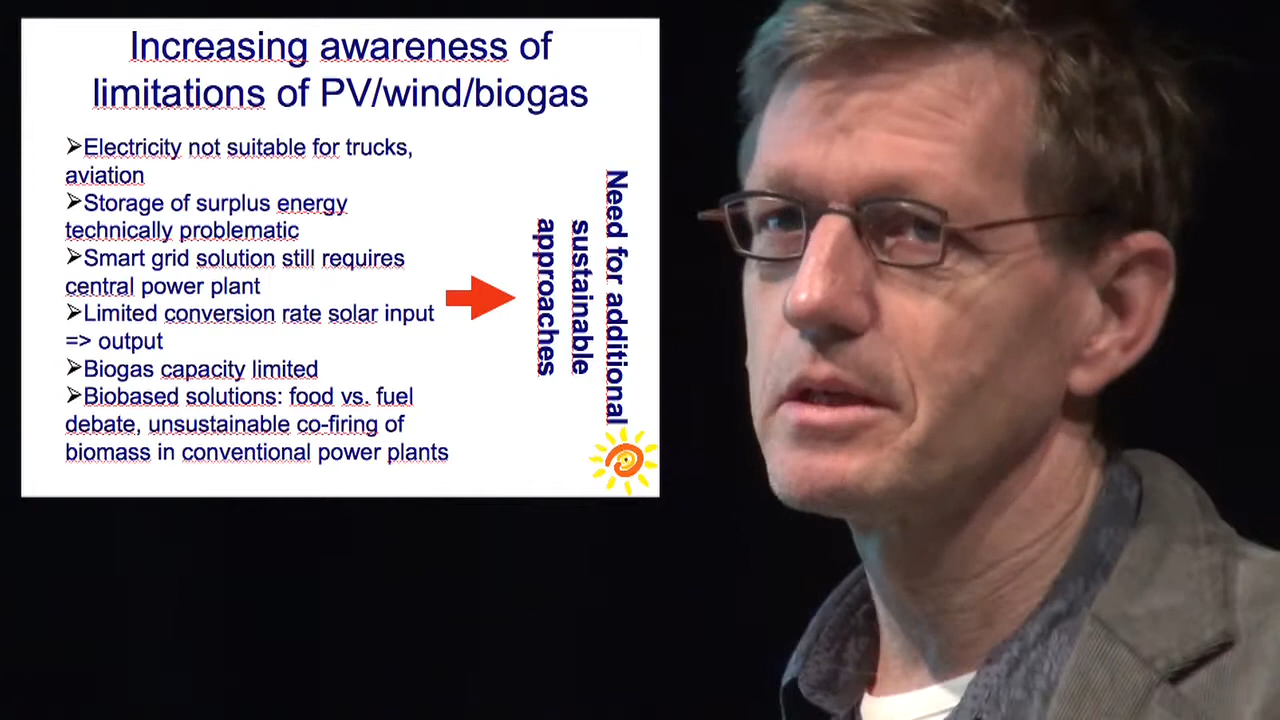 Increasing awareness of
limitations of PV/wind/biogas
➢Electricity not suitable for trucks,
aviation
➢Storage of surplus energy
technically problematic
➢Smart grid solution still requires
central power plant
➢Limited conversion rate solar input
=> output
➢Biogas capacity limited
➢Biobased solutions: food vs. fuel
debate, unsustainable co-firing of
biomass in conventional power plants
Need for additional
sustainable
approaches